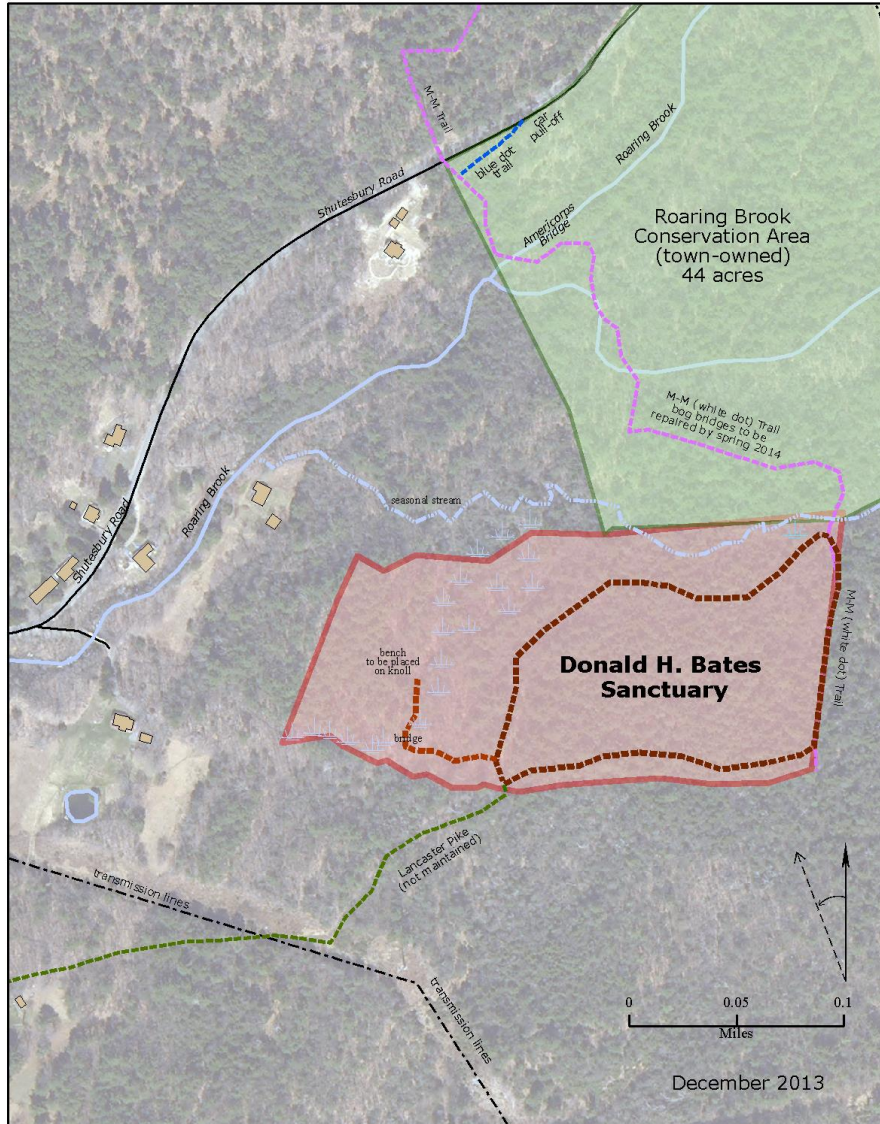 M-M Trail
car
pull-off
blue dot
trail
Roaring Brook
Shutesbury Road
Americorps
Bridge
Roaring Brook
Conservation Area
(town-owned)
44 acres
M-M (white dot) Trail
bog bridges to be
repaired by spring 2014
Roaring Brook
seasonal stream
Shutesbury Road
M-M (white dot) Trail
bench
to be placed
on knoll
Donald H. Bates
Sanctuary
bridge
Lancaster Pike
(not maintained)
transmission lines
transmission lines
0 0.05 0.1
Miles
December 2013